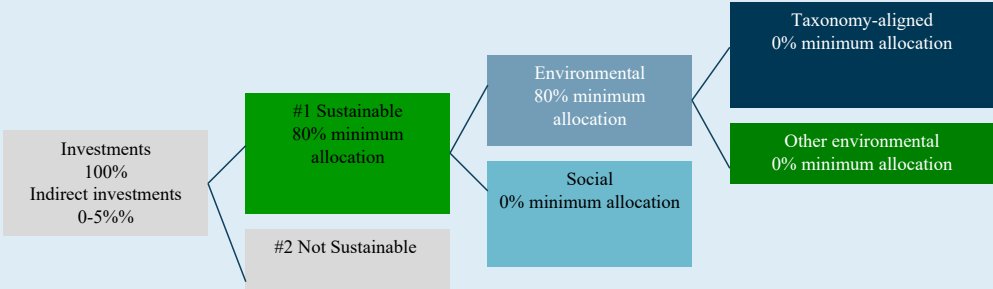 Investments
100%
Indirect investments
0-5%%
#1 Sustainable
80% minimum
allocation
#2 Not Sustainable
Environmental
80% minimum
allocation
Social
0% minimum allocation
Taxonomy-aligned
0% minimum allocation
Other environmental
0% minimum allocation